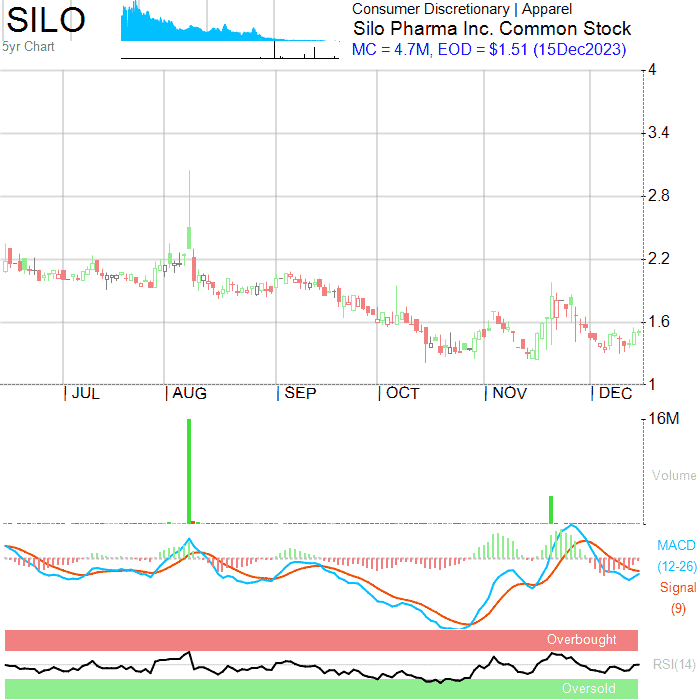 SILO
5yr Chart
Consumer Discretionary | Apparel
Silo Pharma Inc. Common Stock
MC = 4.7M, EOD = $1.51 (15Dec2023)
4
3.4
2.8
2.2
1.6
1
| JUL | AUG | SEP | OCT | NOV | DEC
16M
Volume
MACD
(12-26)
Signal
(9)
Overbought
RSI(14)
Oversold